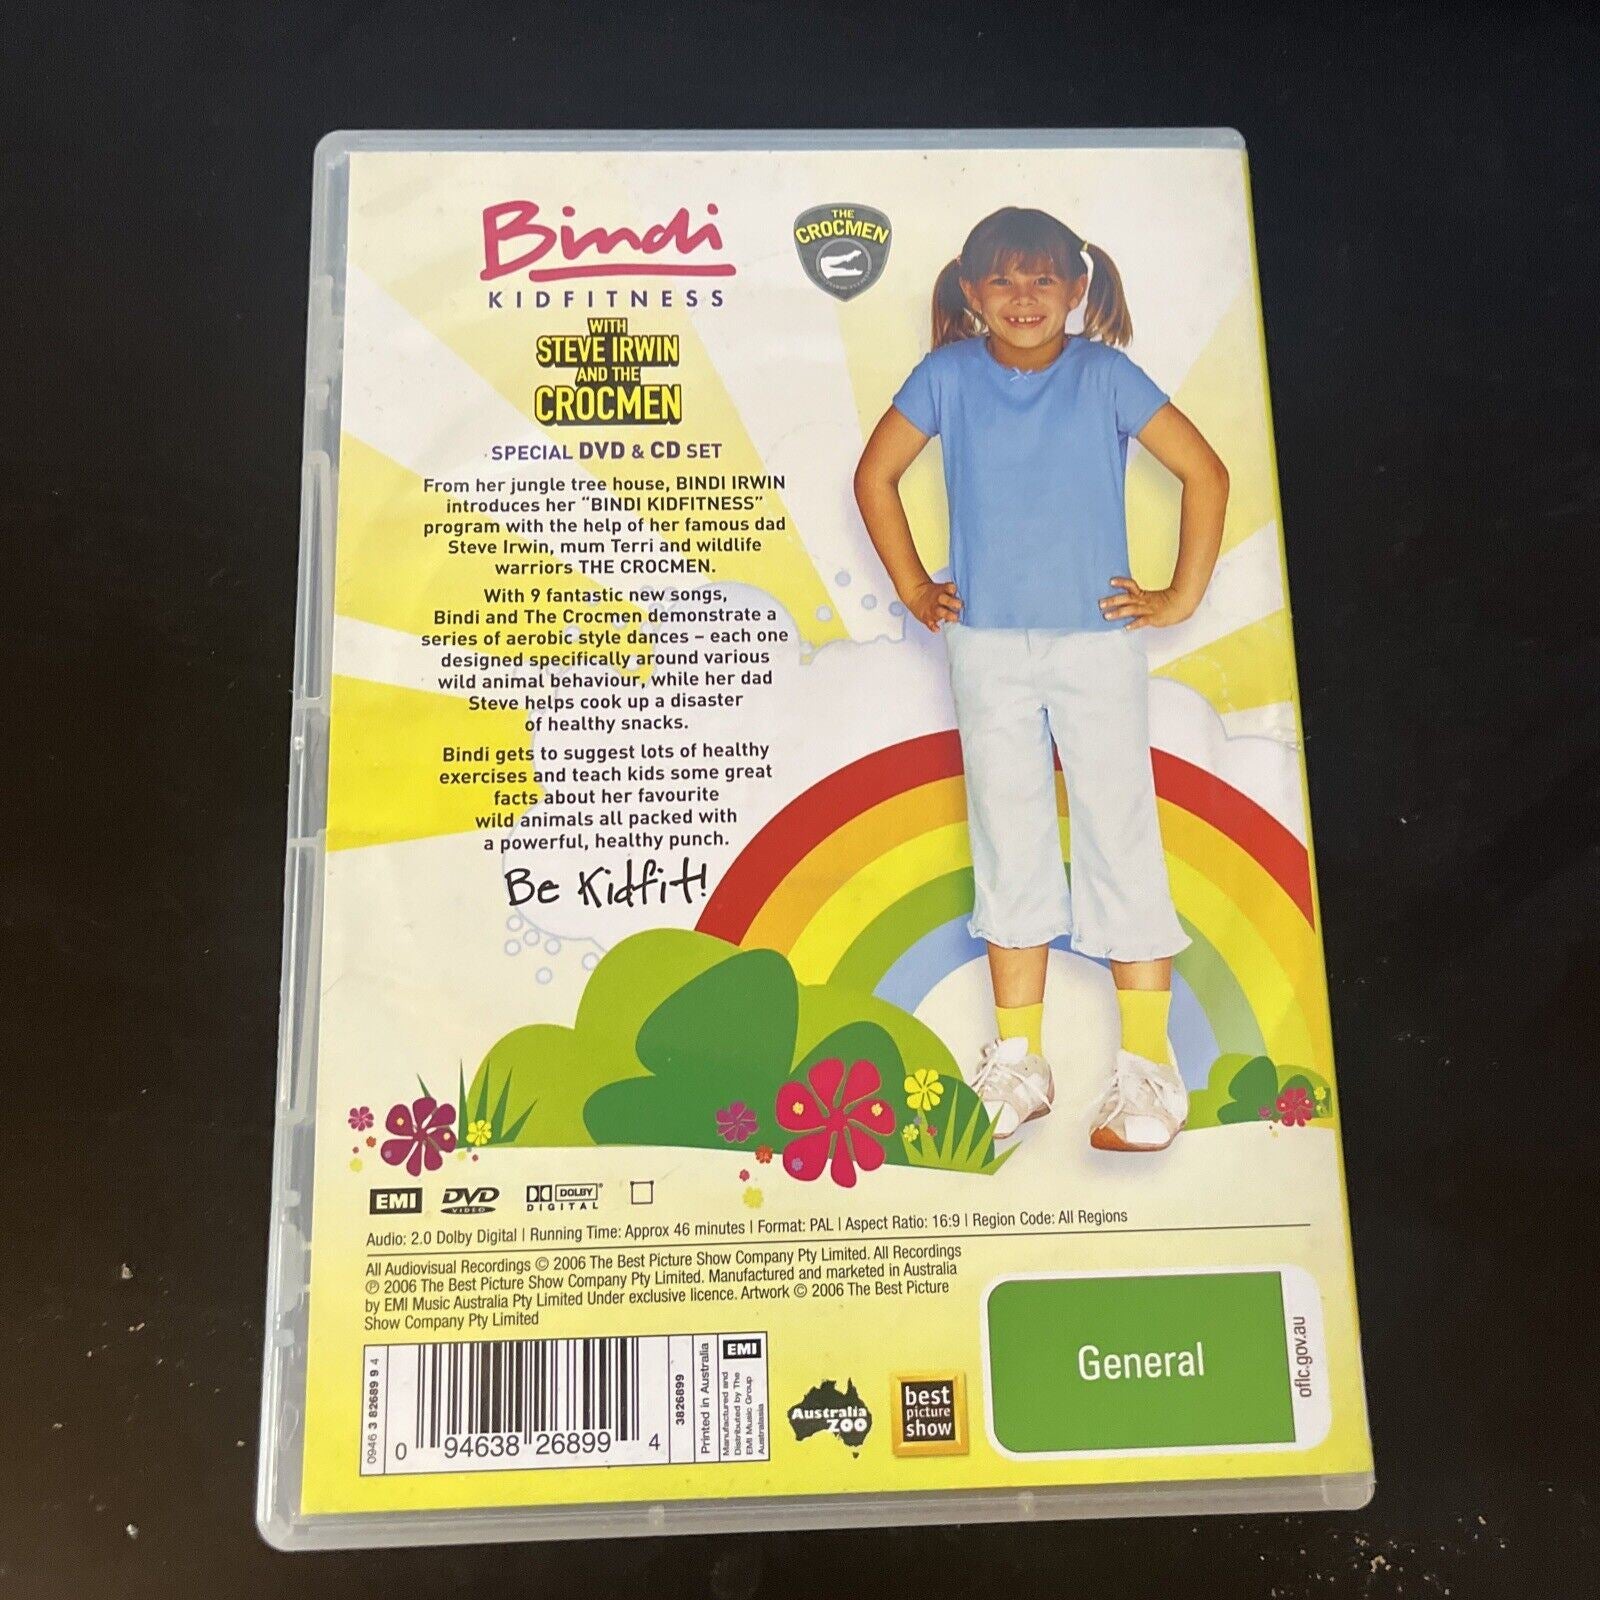 Bindi
KIDFITNESS
WITH
STEVE IRWIN
AND THE
CROCMEN
THE
CROCMEN
SPECIAL DVD & CD SET
From her jungle tree house, BINDI IRWIN
introduces her "BINDI KIDFITNESS"
program with the help of her famous dad
Steve Irwin, mum Terri and wildlife
warriors THE CROCMEN.
With 9 fantastic new songs,
Bindi and The Crocmen demonstrate a
series of aerobic style dances – each one
designed specifically around various
wild animal behaviour, while her dad
Steve helps cook up a disaster
of healthy snacks.
Bindi gets to suggest lots of healthy
exercises and teach kids some great
facts about her favourite
wild animals all packed with
a powerful, healthy punch.
Be Kidfit!
EMI
DVD
VIDEO
DOLBY
DIGITAL
Audio: 2.0 Dolby Digital | Running Time: Approx 46 minutes | Format: PAL | Aspect Ratio: 16:9 | Region Code: All Regions
All Audiovisual Recordings © 2006 The Best Picture Show Company Pty Limited. All Recordings
℗ 2006 The Best Picture Show Company Pty Limited. Manufactured and marketed in Australia
by EMI Music Australia Pty Limited Under exclusive licence. Artwork © 2006 The Best Picture
Show Company Pty Limited
0946 3 82689 9 4
0 94638 26899 4
3826899
Printed in Australia
EMI
Manufactured and
Distributed by The
EMI Music Group
Australasia
Australia
ZOO
best
picture
show
General
oflc.gov.au